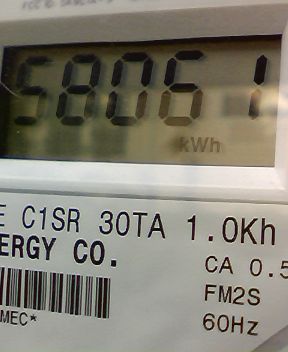 58061
kWh
E C1SR 30TA 1.0Kh
ERGY CO.
CA 0.5
FM2S
MEC*
60Hz